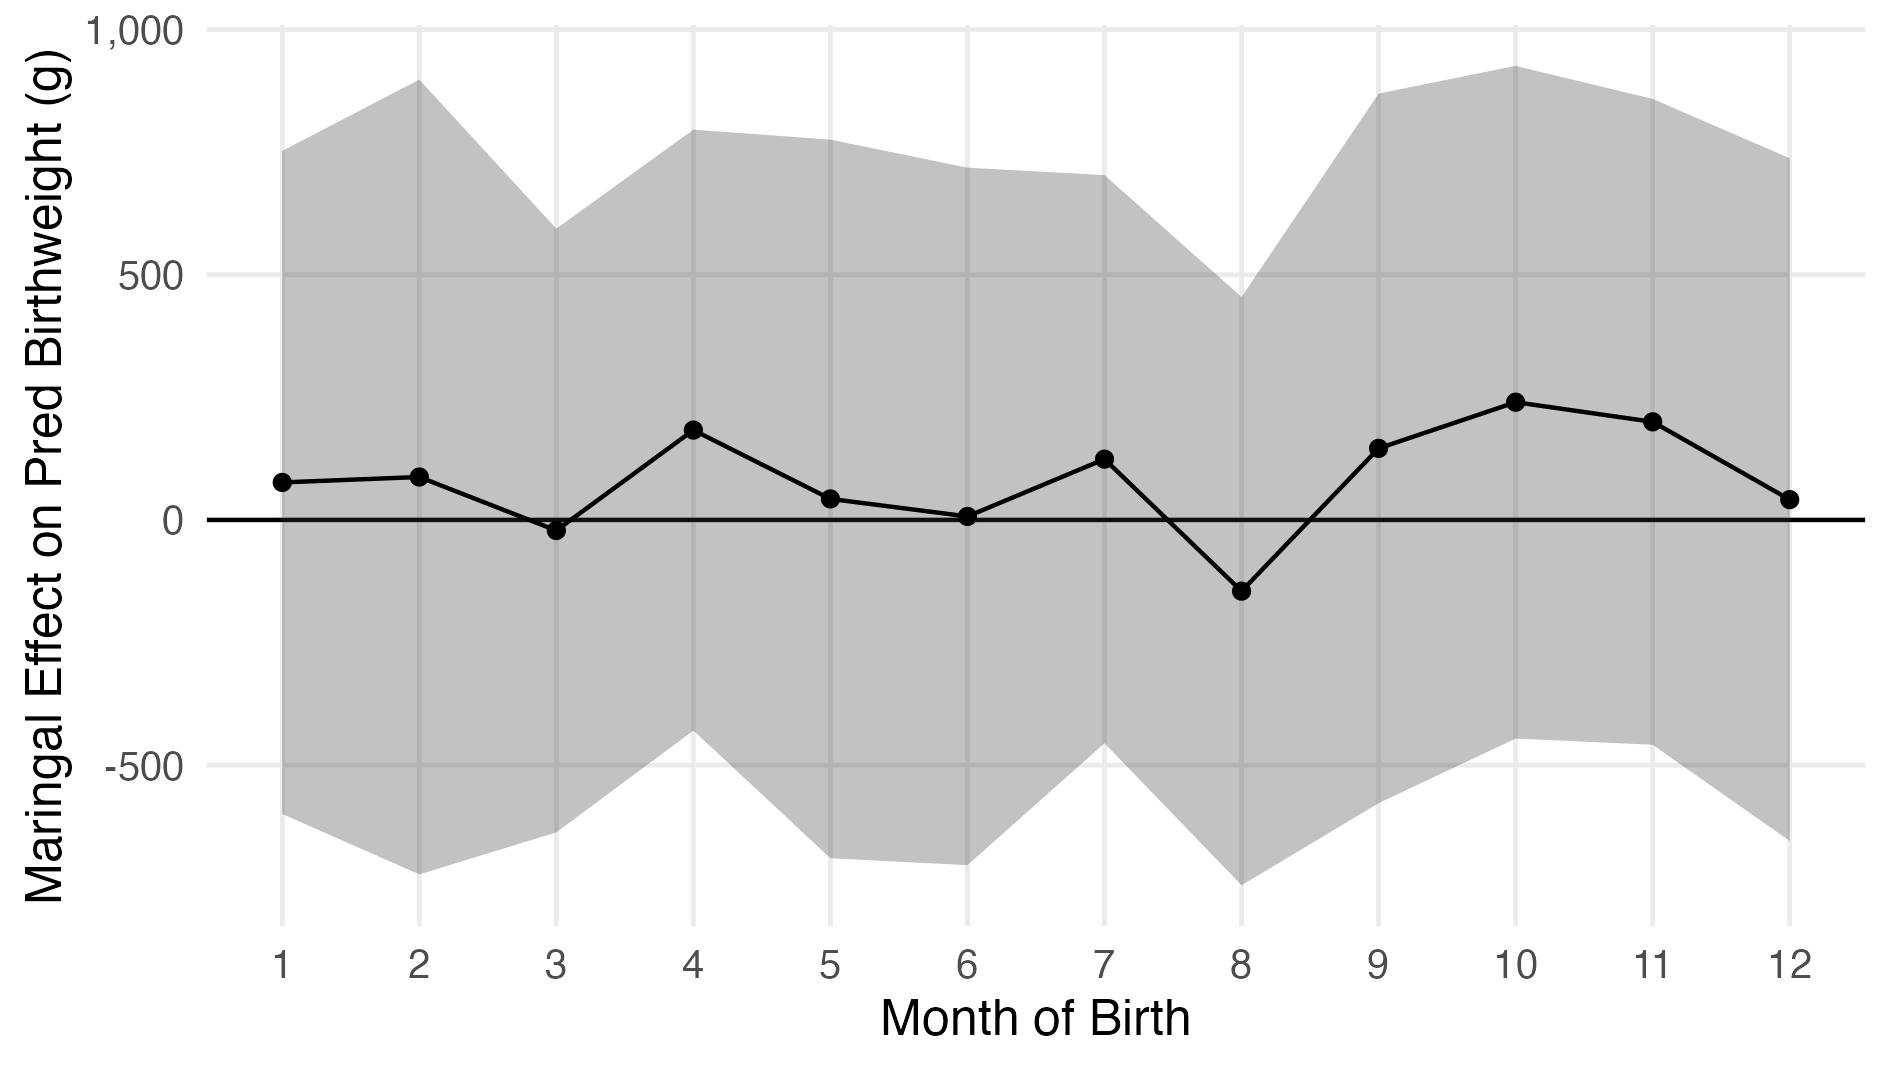 Maringal Effect on Pred Birthweight (g)
1,000
500
0
-500
1 2 3 4 5 6 7 8 9 10 11 12
Month of Birth